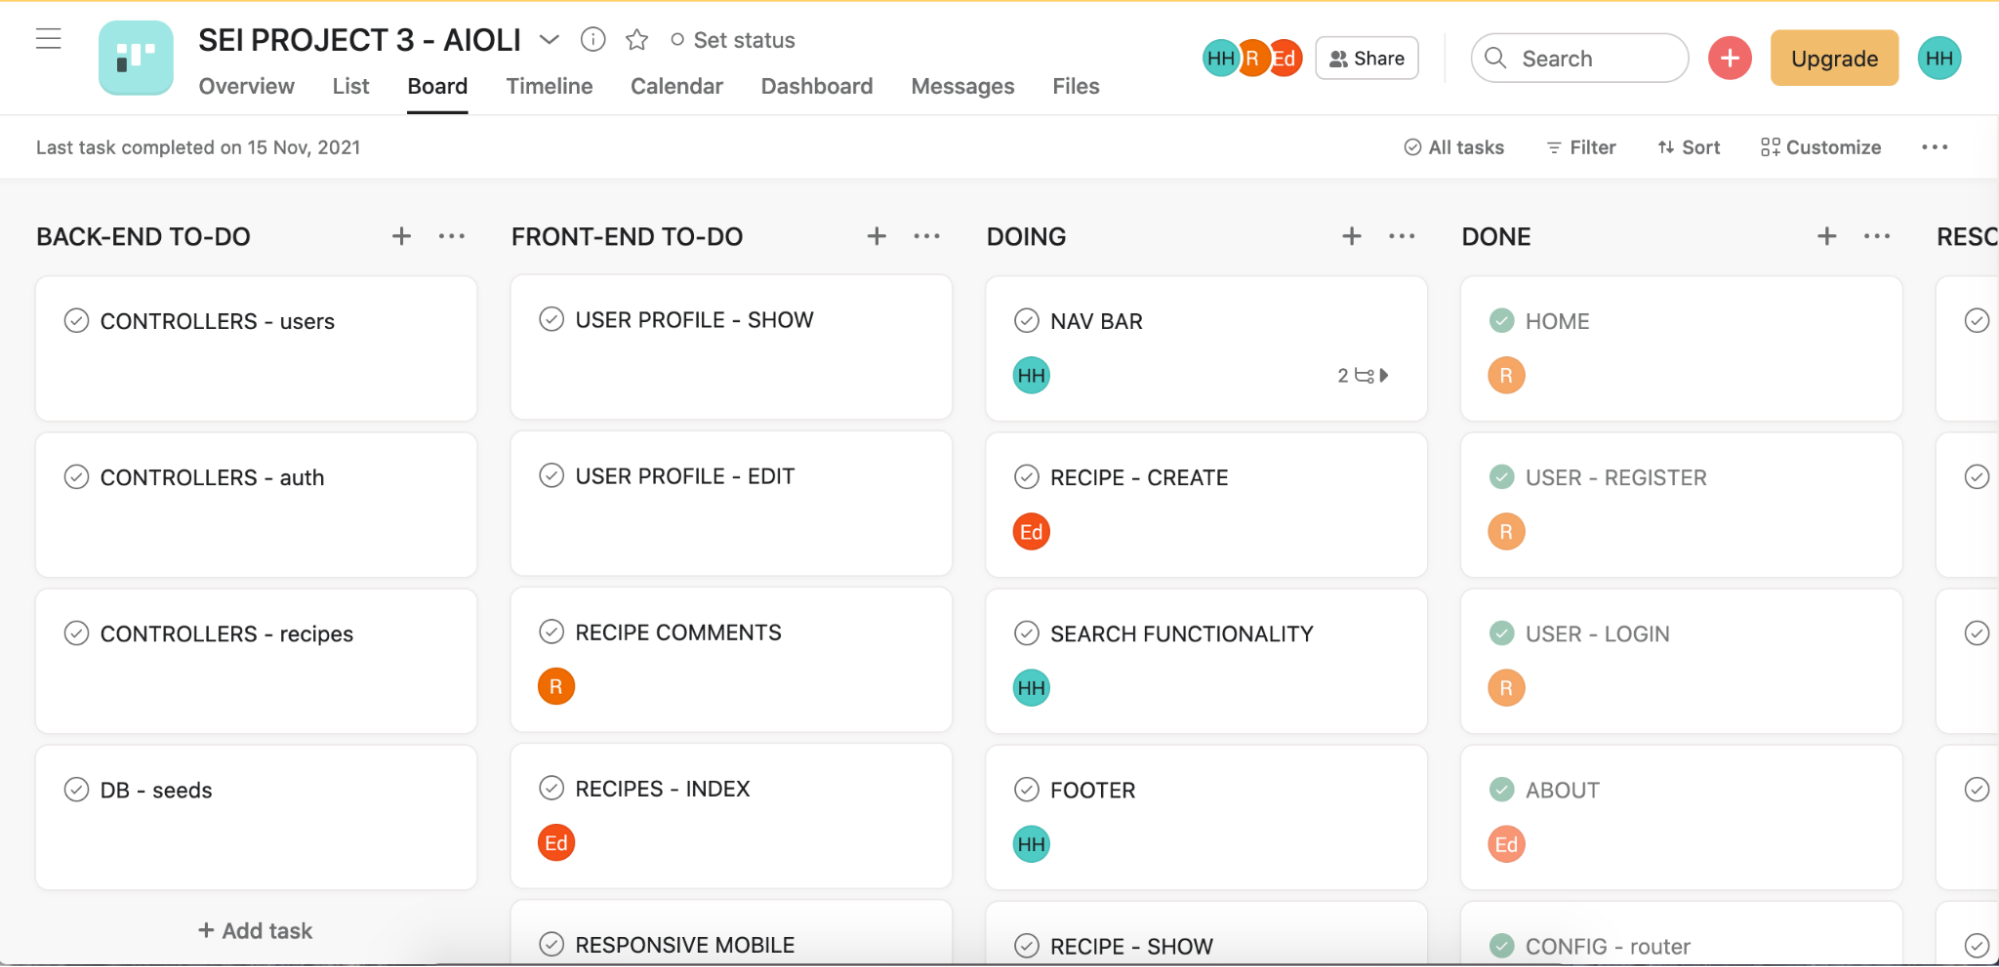 SEI PROJECT 3 - AIOLI
Set status
Overview
List
Board
Timeline
Calendar
Dashboard
Messages
Files
HH
R
Ed
Share
Search
Upgrade
HH
Last task completed on 15 Nov, 2021
All tasks
Filter
Sort
Customize
BACK-END TO-DO
CONTROLLERS - users
CONTROLLERS - auth
CONTROLLERS - recipes
DB - seeds
+ Add task
FRONT-END TO-DO
USER PROFILE - SHOW
USER PROFILE - EDIT
RECIPE COMMENTS
R
RECIPES - INDEX
Ed
RESPONSIVE MOBILE
DOING
NAV BAR
HH
2
RECIPE - CREATE
Ed
SEARCH FUNCTIONALITY
HH
FOOTER
HH
RECIPE - SHOW
DONE
HOME
R
USER - REGISTER
R
USER - LOGIN
R
ABOUT
Ed
CONFIG - router